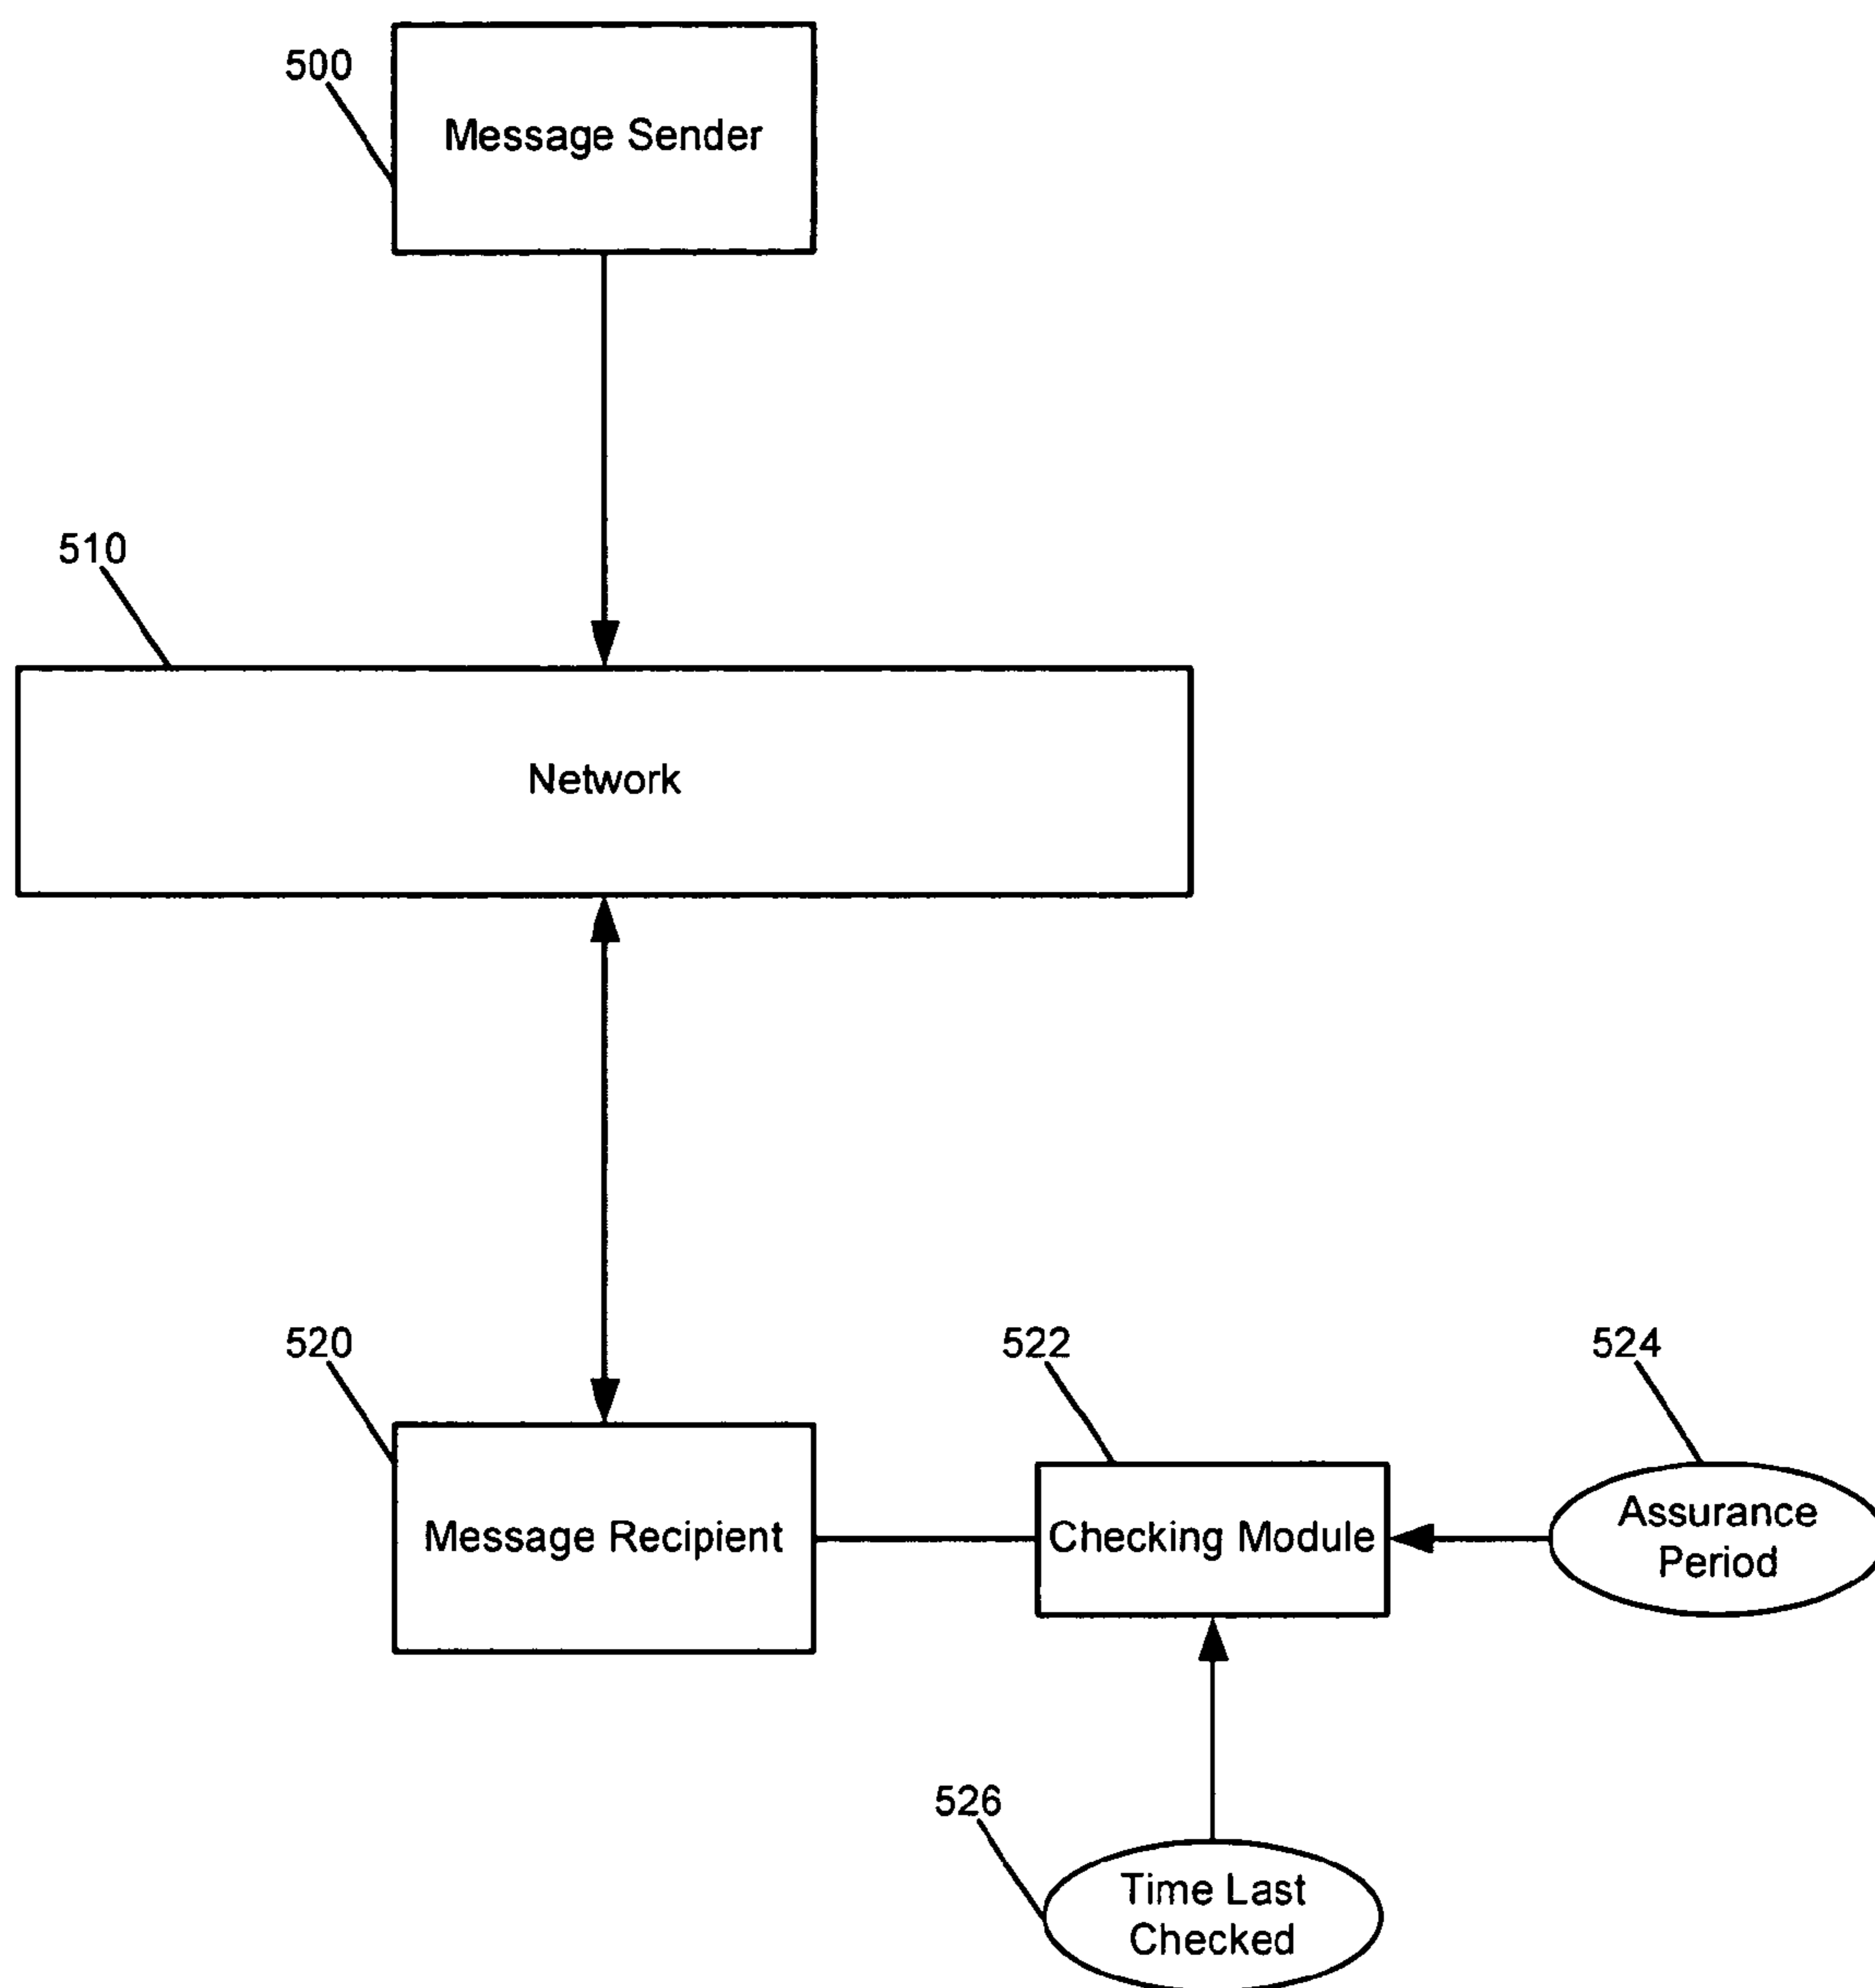 500
Message Sender
510
Network
520
522
524
Message Recipient
Checking Module
Assurance
Period
526
Time Last
Checked